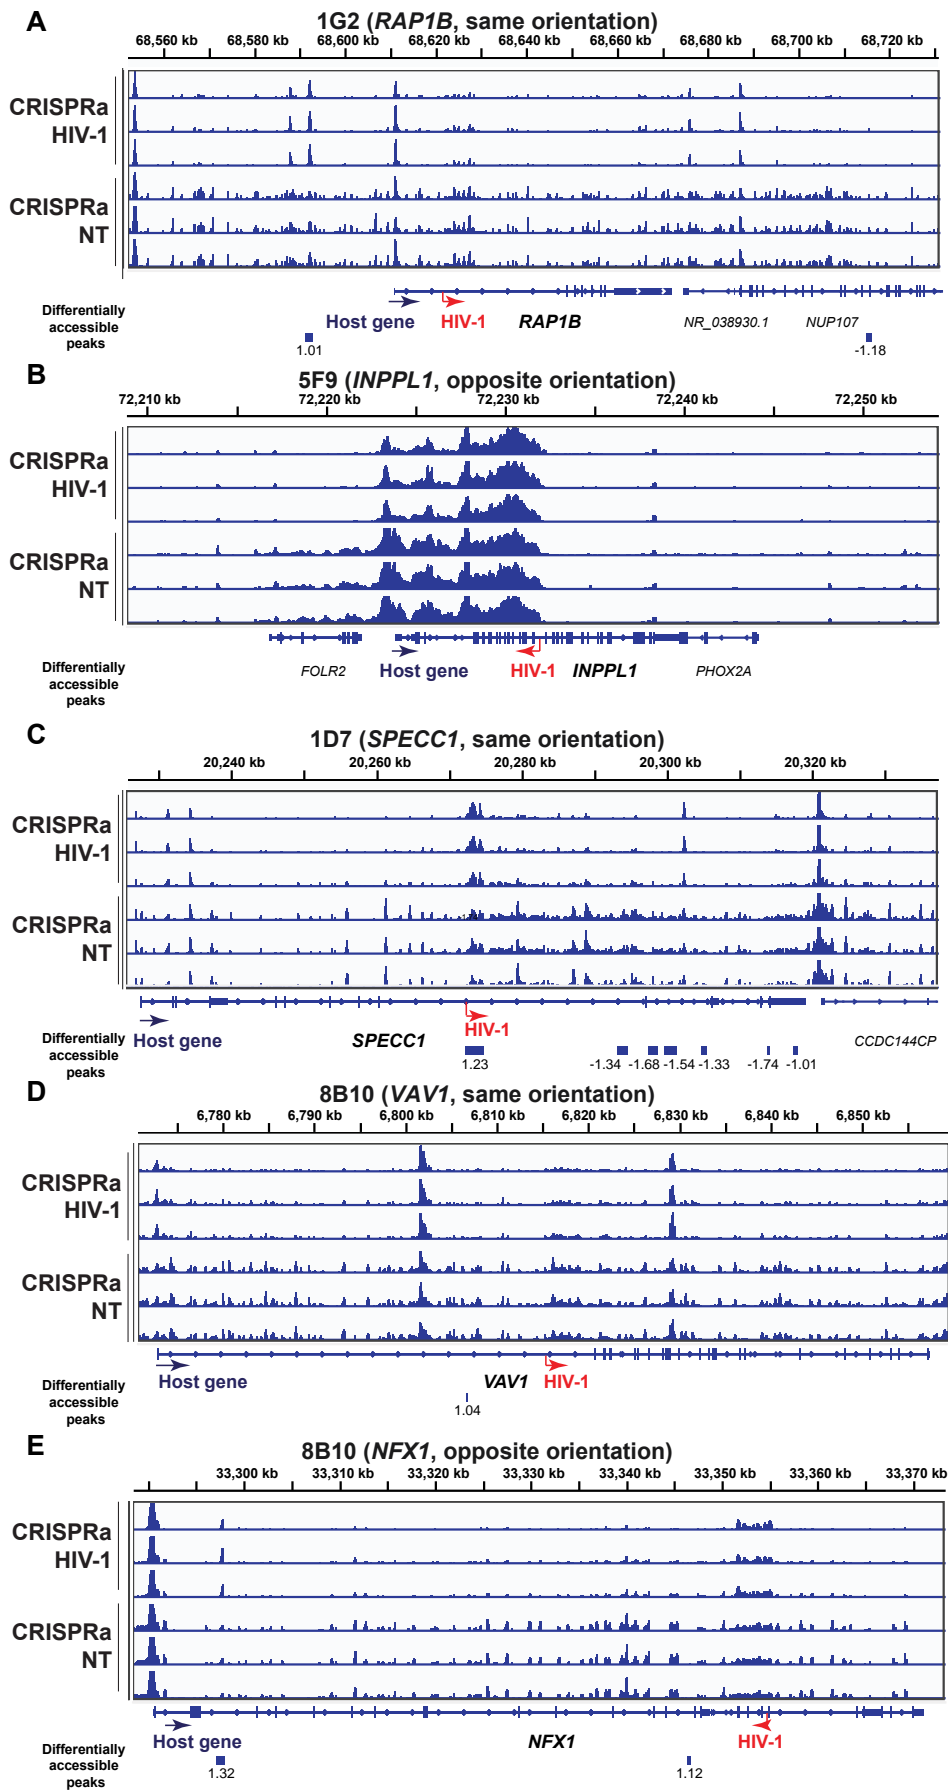 A
1G2 (RAP1B, same orientation)
68,560 kb 68,580 kb 68,600 kb 68,620 kb 68,640 kb 68,660 kb 68,680 kb 68,700 kb 68,720 kb
CRISPRa
HIV-1
CRISPRa
NT
Differentially
accessible
peaks
Host gene HIV-1 RAP1B NR_038930.1 NUP107
1.01 -1.18
B
5F9 (INPPL1, opposite orientation)
72,210 kb 72,220 kb 72,230 kb 72,240 kb 72,250 kb
CRISPRa
HIV-1
CRISPRa
NT
Differentially
accessible
peaks
FOLR2 Host gene HIV-1 INPPL1 PHOX2A
C
1D7 (SPECC1, same orientation)
20,240 kb 20,260 kb 20,280 kb 20,300 kb 20,320 kb
CRISPRa
HIV-1
CRISPRa
NT
Differentially
accessible
peaks
Host gene SPECC1 HIV-1 CCDC144CP
1.23 -1.34 -1.68 -1.54 -1.33 -1.74 -1.01
D
8B10 (VAV1, same orientation)
6,780 kb 6,790 kb 6,800 kb 6,810 kb 6,820 kb 6,830 kb 6,840 kb 6,850 kb
CRISPRa
HIV-1
CRISPRa
NT
Differentially
accessible
peaks
Host gene VAV1 HIV-1
1.04
E
8B10 (NFX1, opposite orientation)
33,300 kb 33,310 kb 33,320 kb 33,330 kb 33,340 kb 33,350 kb 33,360 kb 33,370 kb
CRISPRa
HIV-1
CRISPRa
NT
Differentially
accessible
peaks
Host gene NFX1 HIV-1
1.32 1.12